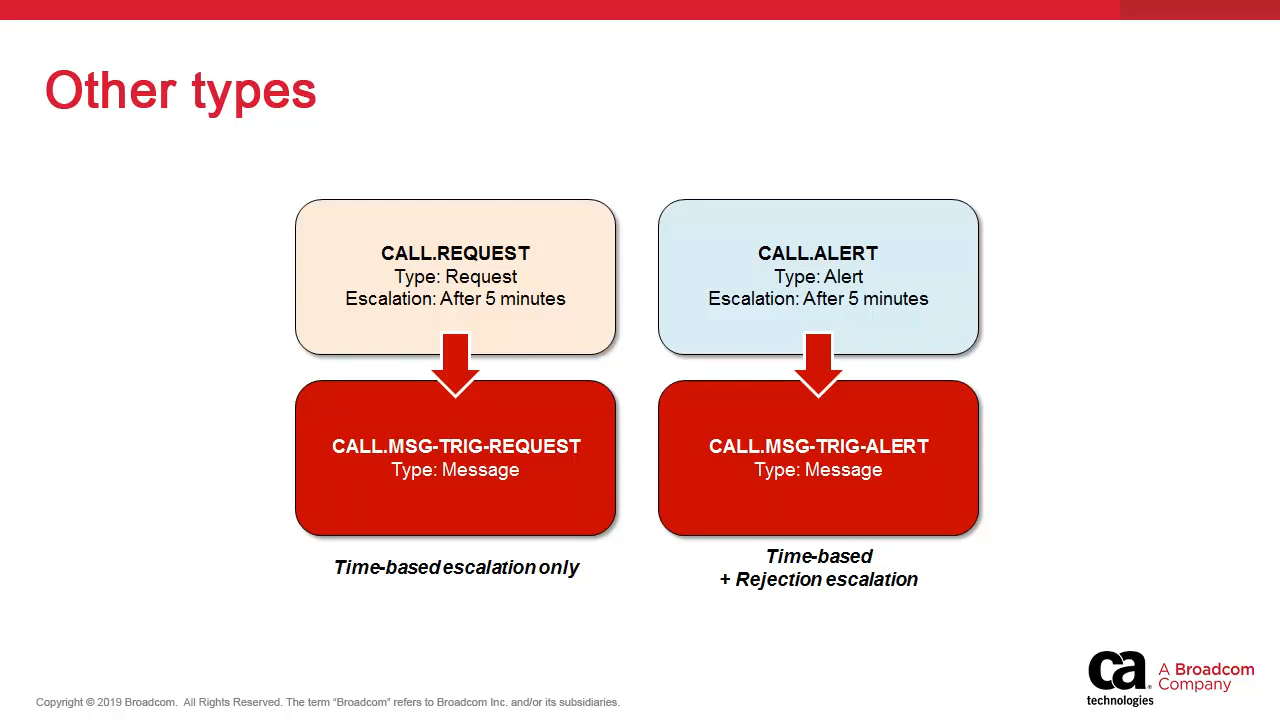 Other types
CALL.REQUEST
Type: Request
Escalation: After 5 minutes
CALL.ALERT
Type: Alert
Escalation: After 5 minutes
CALL.MSG-TRIG-REQUEST
Type: Message
CALL.MSG-TRIG-ALERT
Type: Message
Time-based escalation only
Time-based
+ Rejection escalation
ca
technologies
A Broadcom
Company
Copyright © 2019 Broadcom. All Rights Reserved. The term “Broadcom” refers to Broadcom Inc. and/or its subsidiaries.